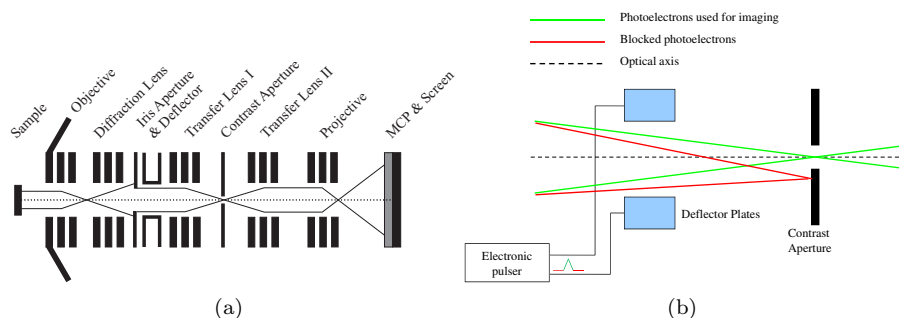 Sample
Objective
Diffraction Lens
Iris Aperture
& Deflector
Transfer Lens I
Contrast Aperture
Transfer Lens II
Projective
MCP & Screen
(a)
Photoelectrons used for imaging
Blocked photoelectrons
Optical axis
Deflector Plates
Contrast
Aperture
Electronic
pulser
(b)